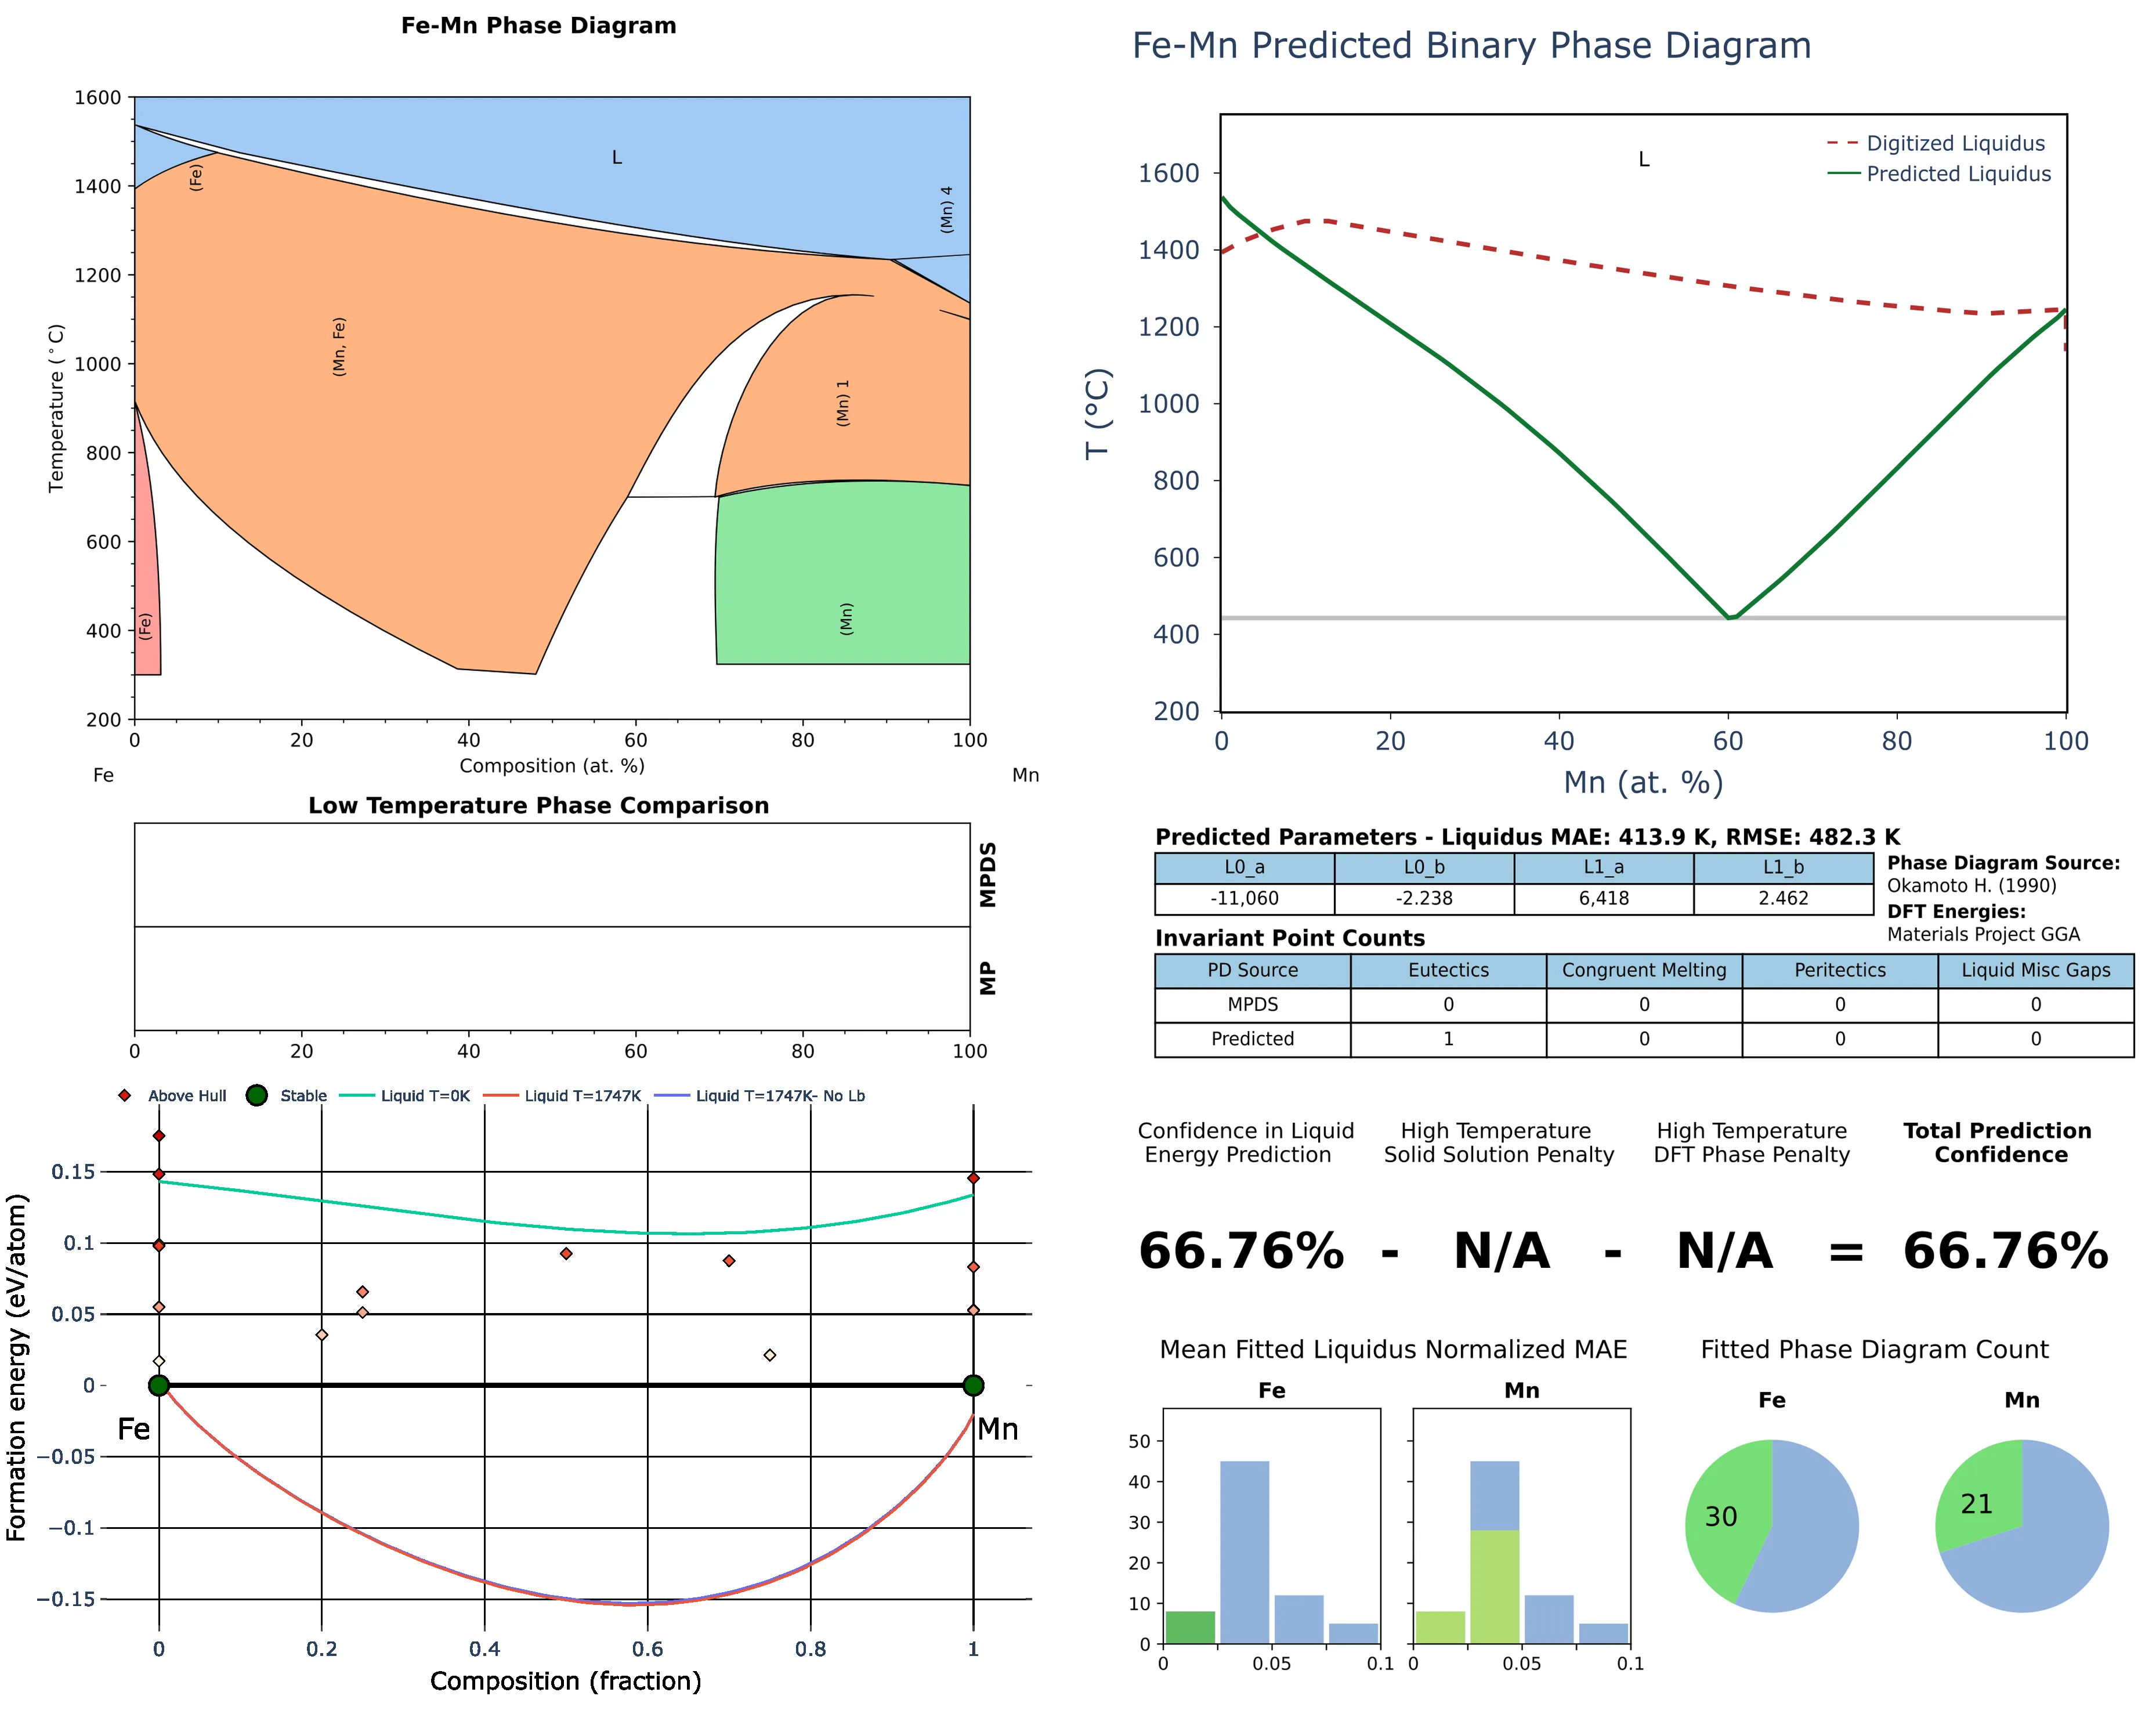 Fe-Mn Phase Diagram
1600
1400
1200
1000
800
600
400
200
Temperature (°C)
L
(Fe)
(Mn) 4
(Mn, Fe)
(Mn) 1
(Fe)
(Mn)
0 20 40 60 80 100
Composition (at. %)
Fe Mn
Low Temperature Phase Comparison
MPDS
MP
0 20 40 60 80 100
Above Hull Stable Liquid T=0K Liquid T=1747K Liquid T=1747K- No Lb
0.15
0.1
0.05
0
−0.05
−0.1
−0.15
Formation energy (eV/atom)
Fe Mn
0 0.2 0.4 0.6 0.8 1
Composition (fraction)
Fe-Mn Predicted Binary Phase Diagram
L
Digitized Liquidus
Predicted Liquidus
1600
1400
1200
1000
800
600
400
200
T (°C)
0 20 40 60 80 100
Mn (at. %)
Predicted Parameters - Liquidus MAE: 413.9 K, RMSE: 482.3 K
L0_a L0_b L1_a L1_b
-11,060 -2.238 6,418 2.462
Phase Diagram Source:
Okamoto H. (1990)
DFT Energies:
Materials Project GGA
Invariant Point Counts
PD Source Eutectics Congruent Melting Peritectics Liquid Misc Gaps
MPDS 0 0 0 0
Predicted 1 0 0 0
Confidence in Liquid
Energy Prediction
High Temperature
Solid Solution Penalty
High Temperature
DFT Phase Penalty
Total Prediction
Confidence
66.76% - N/A - N/A = 66.76%
Mean Fitted Liquidus Normalized MAE
Fe Mn
50
40
30
20
10
0
0 0.05 0.1 0 0.05 0.1
Fitted Phase Diagram Count
Fe Mn
30 21